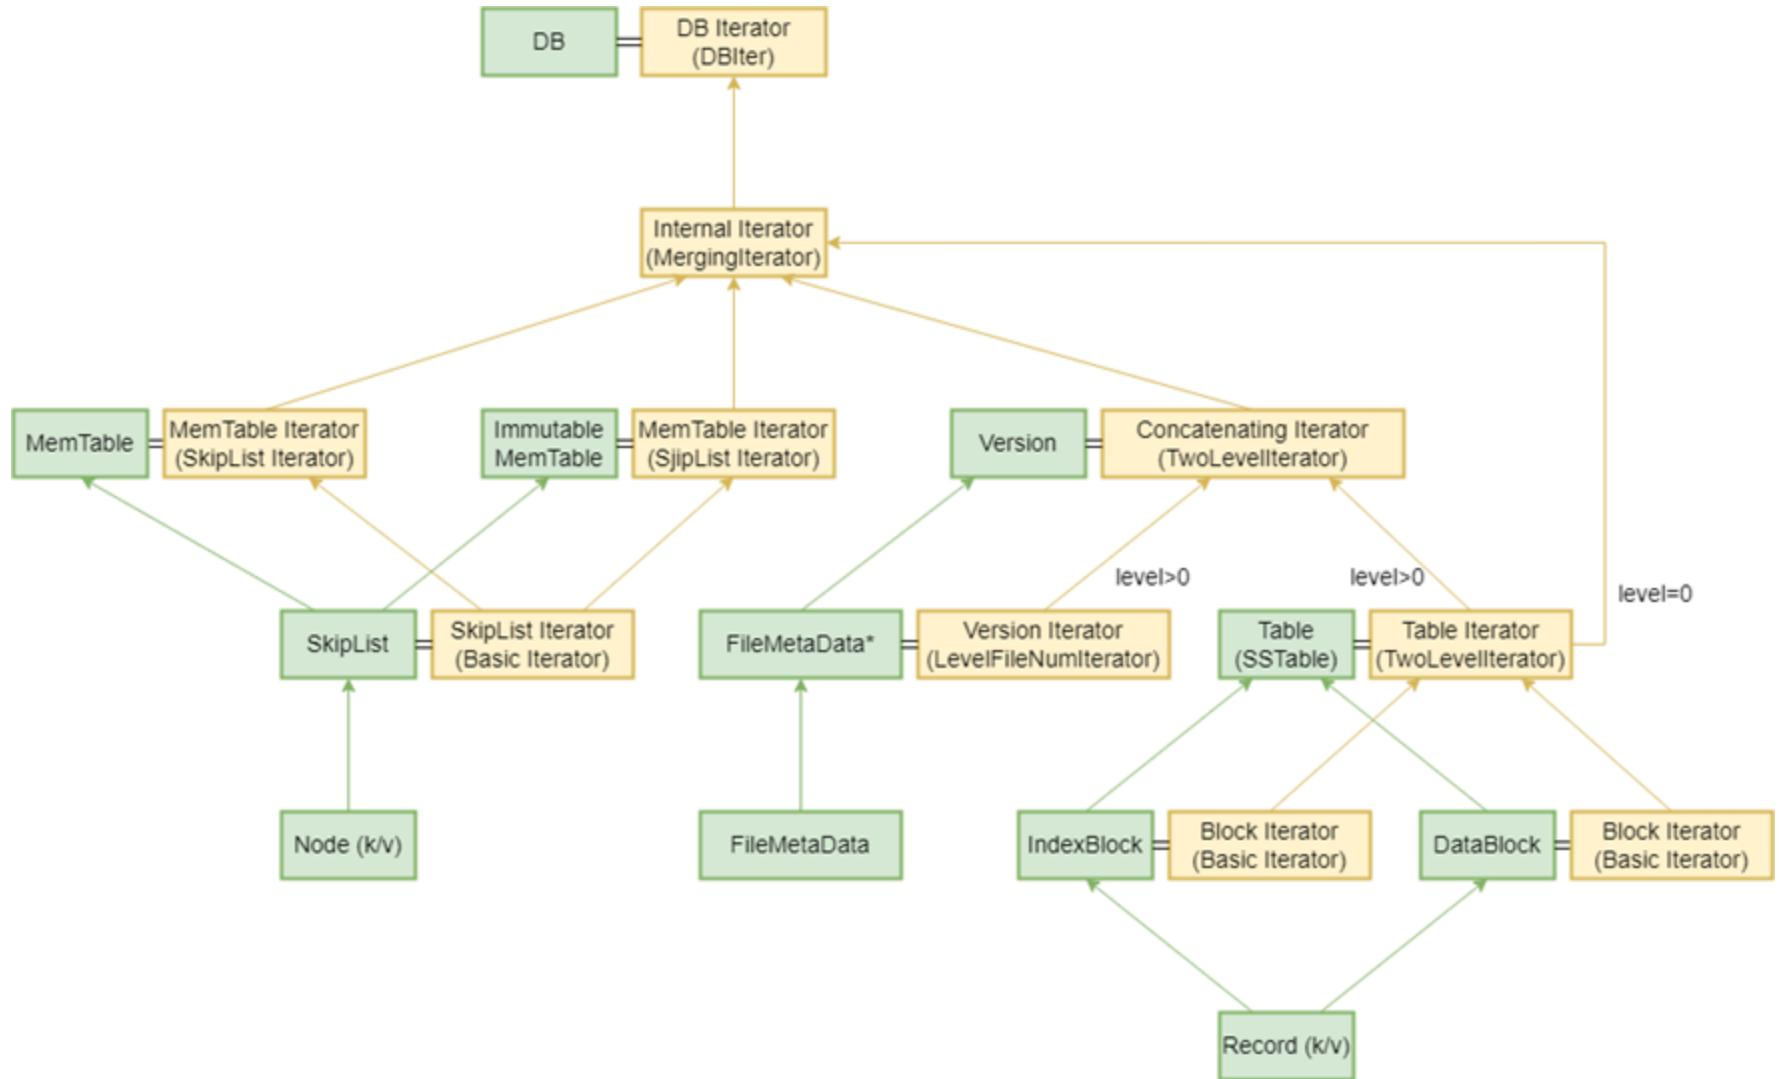 DB
DB Iterator
(DBIter)
Internal Iterator
(MergingIterator)
MemTable
MemTable Iterator
(SkipList Iterator)
Immutable
MemTable
MemTable Iterator
(SjipList Iterator)
Version
Concatenating Iterator
(TwoLevelIterator)
level>0
level>0
level=0
SkipList
SkipList Iterator
(Basic Iterator)
FileMetaData*
Version Iterator
(LevelFileNumIterator)
Table
(SSTable)
Table Iterator
(TwoLevelIterator)
Node (k/v)
FileMetaData
IndexBlock
Block Iterator
(Basic Iterator)
DataBlock
Block Iterator
(Basic Iterator)
Record (k/v)